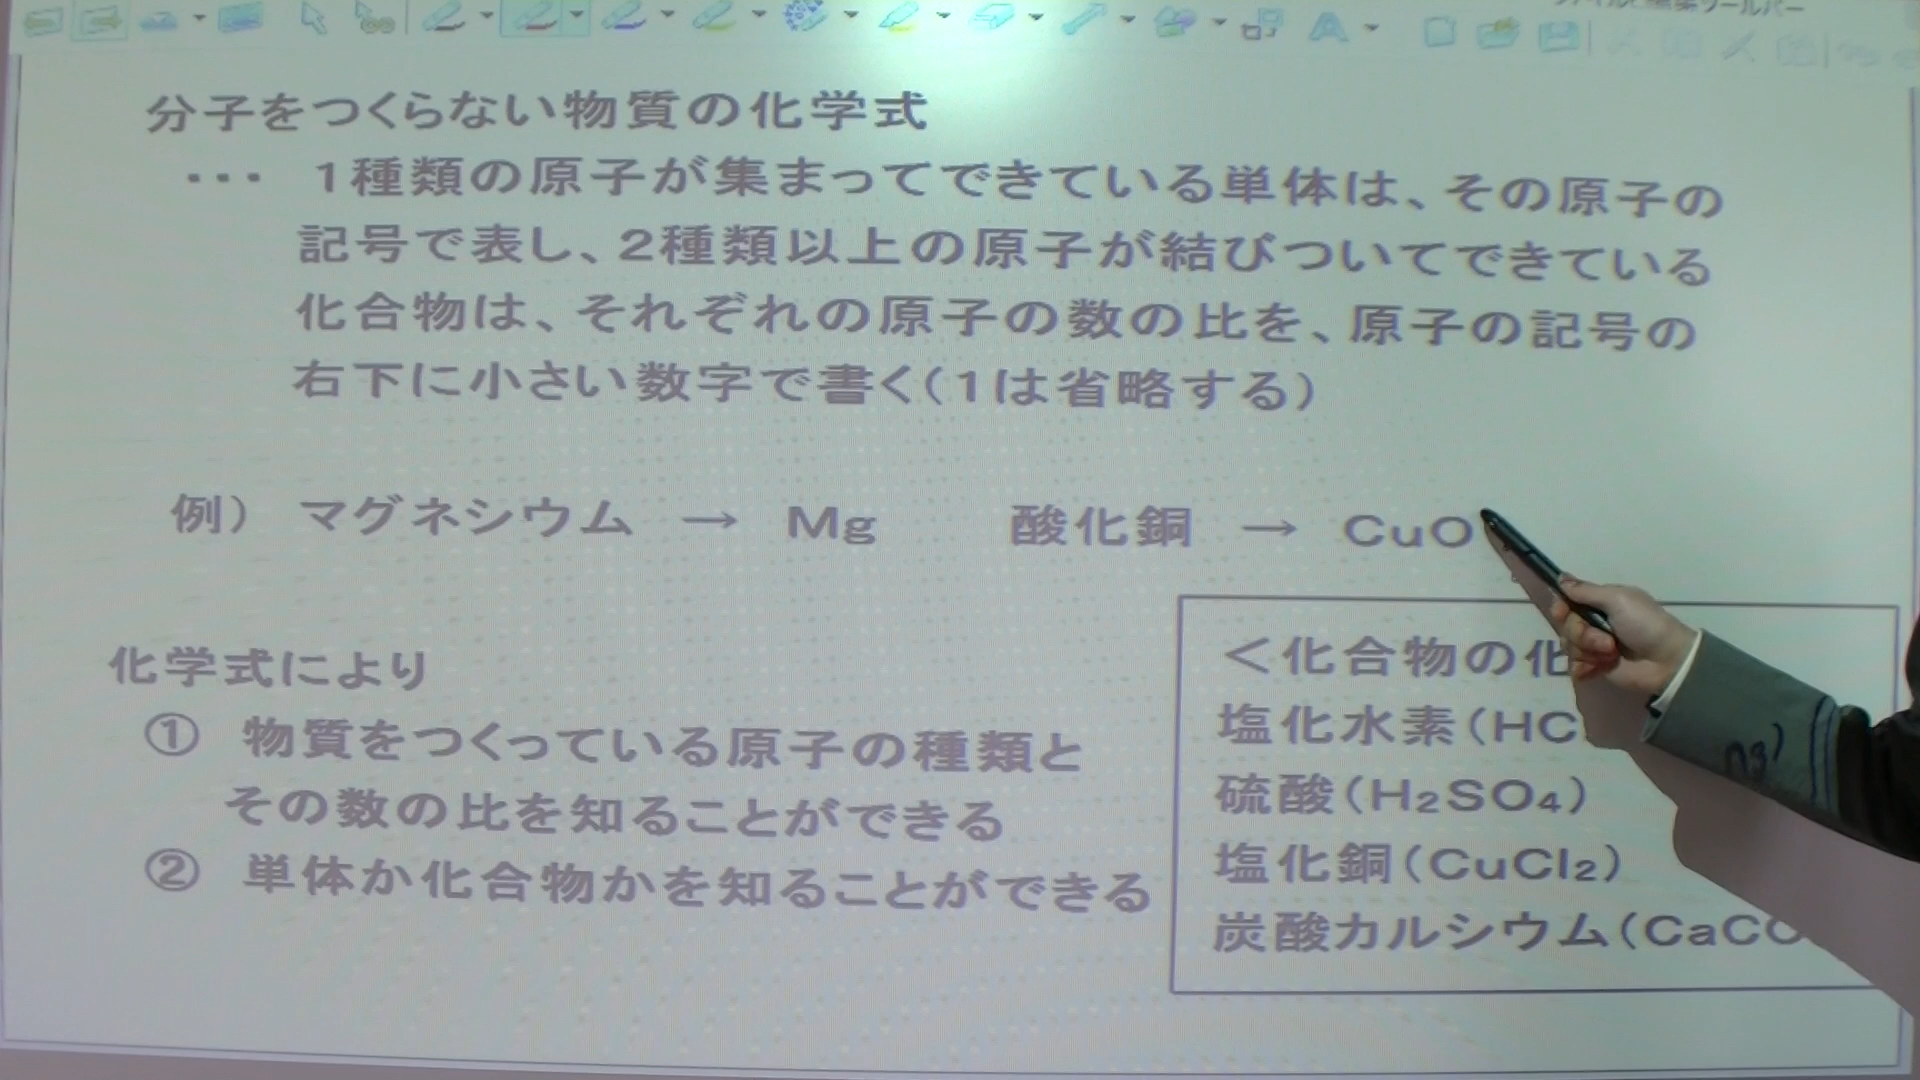 分子をつくらない物質の化学式
･･･ 1種類の原子が集まってできている単体は、その原子の
記号で表し、2種類以上の原子が結びついてできている
化合物は、それぞれの原子の数の比を、原子の記号の
右下に小さい数字で書く（1は省略する）
例） マグネシウム → Mg 酸化銅 → CuO
化学式により
① 物質をつくっている原子の種類と
その数の比を知ることができる
② 単体か化合物かを知ることができる
＜化合物の化
塩化水素（HC
硫酸（H₂SO₄）
塩化銅（CuCl₂）
炭酸カルシウム（CaCO